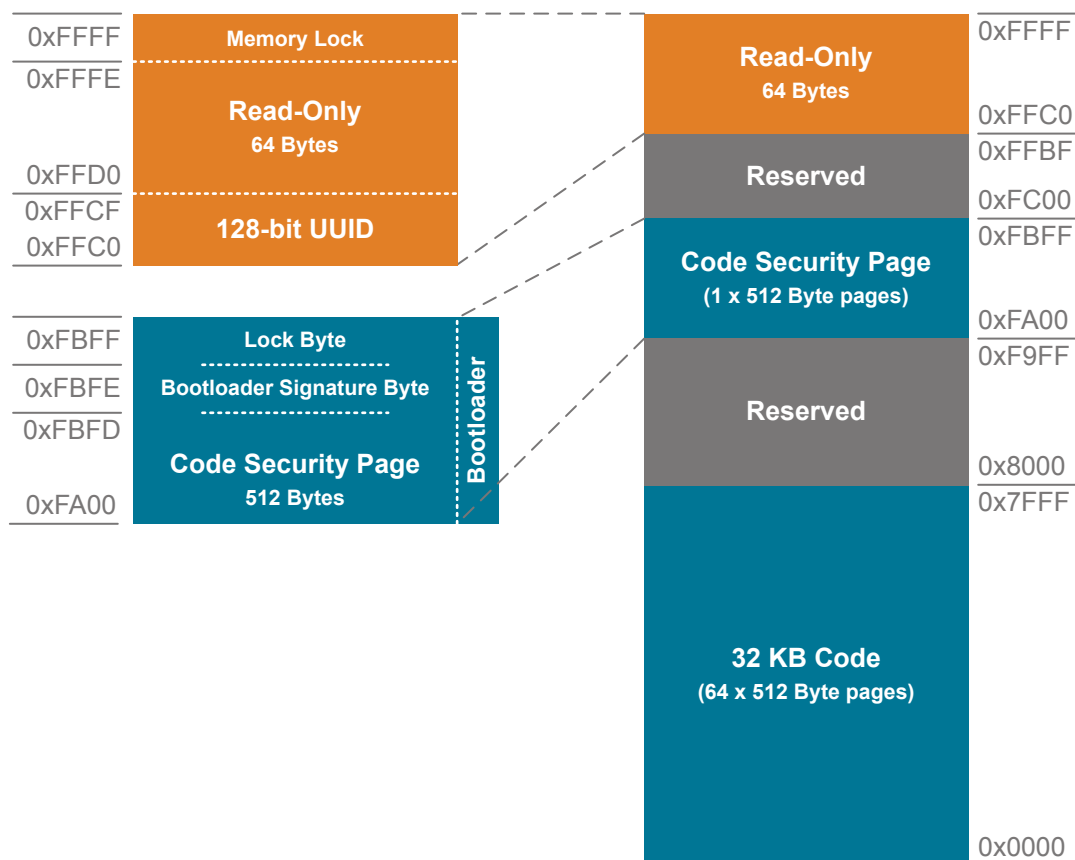 0xFFFF
Memory Lock
0xFFFE
Read-Only
64 Bytes
0xFFD0
0xFFCF
128-bit UUID
0xFFC0
0xFBFF
Lock Byte
0xFBFE
Bootloader Signature Byte
0xFBFD
Code Security Page
512 Bytes
0xFA00
Bootloader
0xFFFF
Read-Only
64 Bytes
0xFFC0
0xFFBF
Reserved
0xFC00
0xFBFF
Code Security Page
(1 x 512 Byte pages)
0xFA00
0xF9FF
Reserved
0x8000
0x7FFF
32 KB Code
(64 x 512 Byte pages)
0x0000